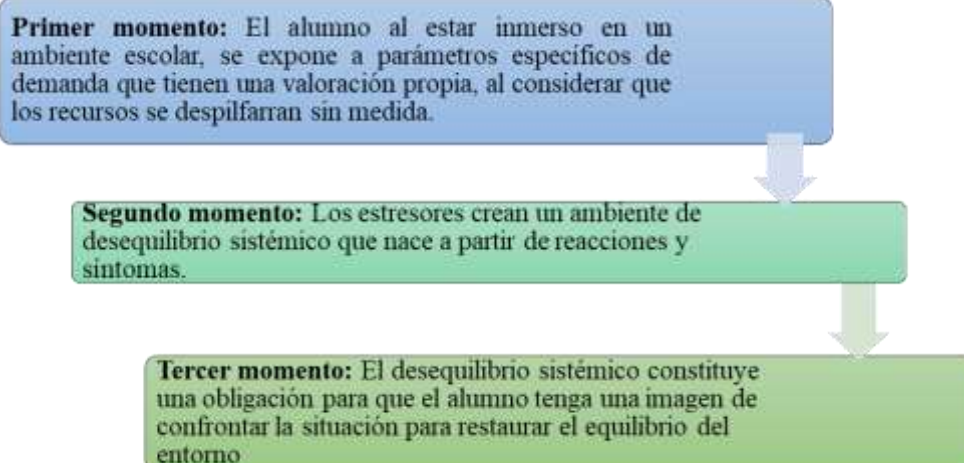 Primer momento: El alumno al estar inmerso en un
ambiente escolar, se expone a parámetros específicos de
demanda que tienen una valoración propia, al considerar que
los recursos se despilfarran sin medida.
Segundo momento: Los estresores crean un ambiente de
desequilibrio sistémico que nace a partir de reacciones y
síntomas.
Tercer momento: El desequilibrio sistémico constituye
una obligación para que el alumno tenga una imagen de
confrontar la situación para restaurar el equilibrio del
entorno